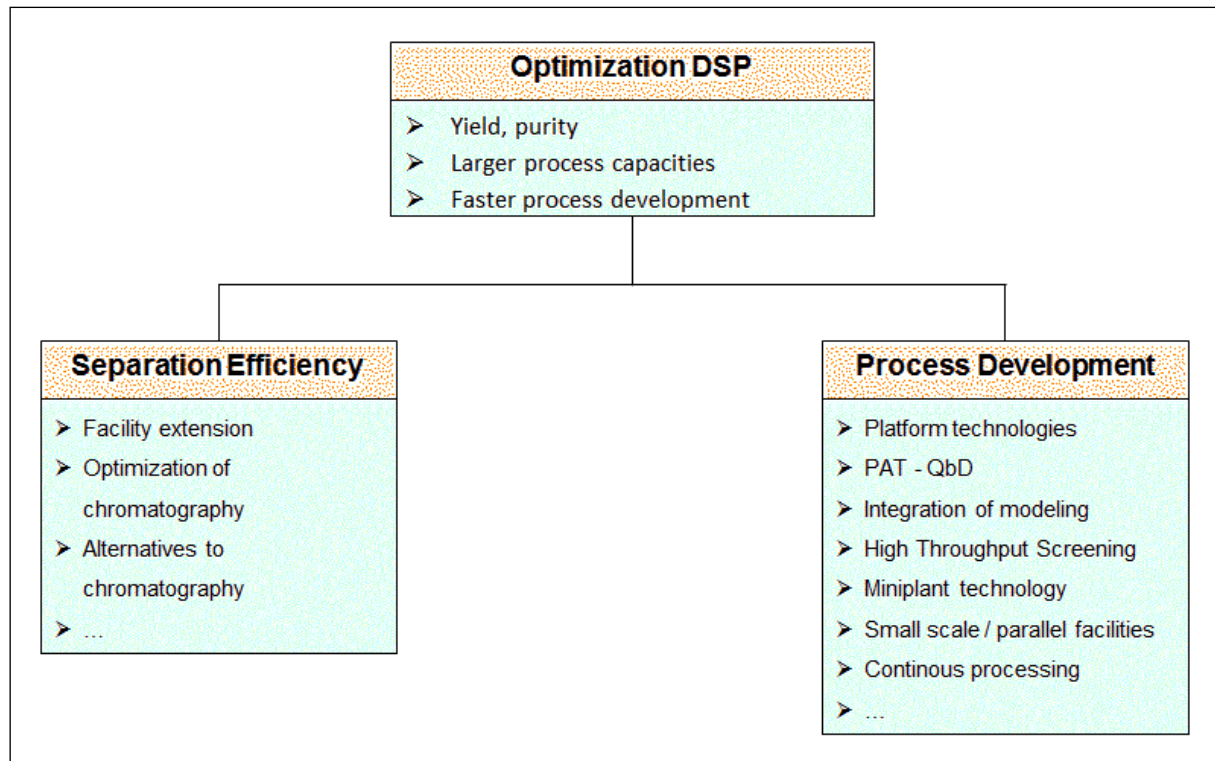 Optimization DSP
➢ Yield, purity
➢ Larger process capacities
➢ Faster process development
Separation Efficiency
➢ Facility extension
➢ Optimization of
chromatography
➢ Alternatives to
chromatography
➢ ...
Process Development
➢ Platform technologies
➢ PAT - QbD
➢ Integration of modeling
➢ High Throughput Screening
➢ Miniplant technology
➢ Small scale / parallel facilities
➢ Continous processing
➢ ...